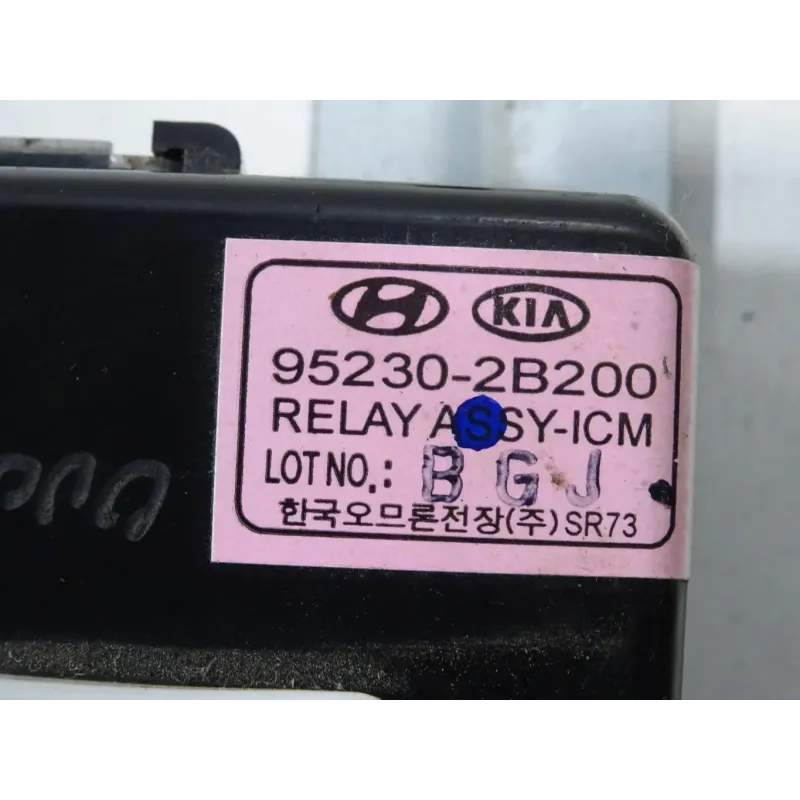 KIA
95230-2B200
RELAY ASSY-ICM
LOT NO.: B G J
한국오므론전장(주) SR73